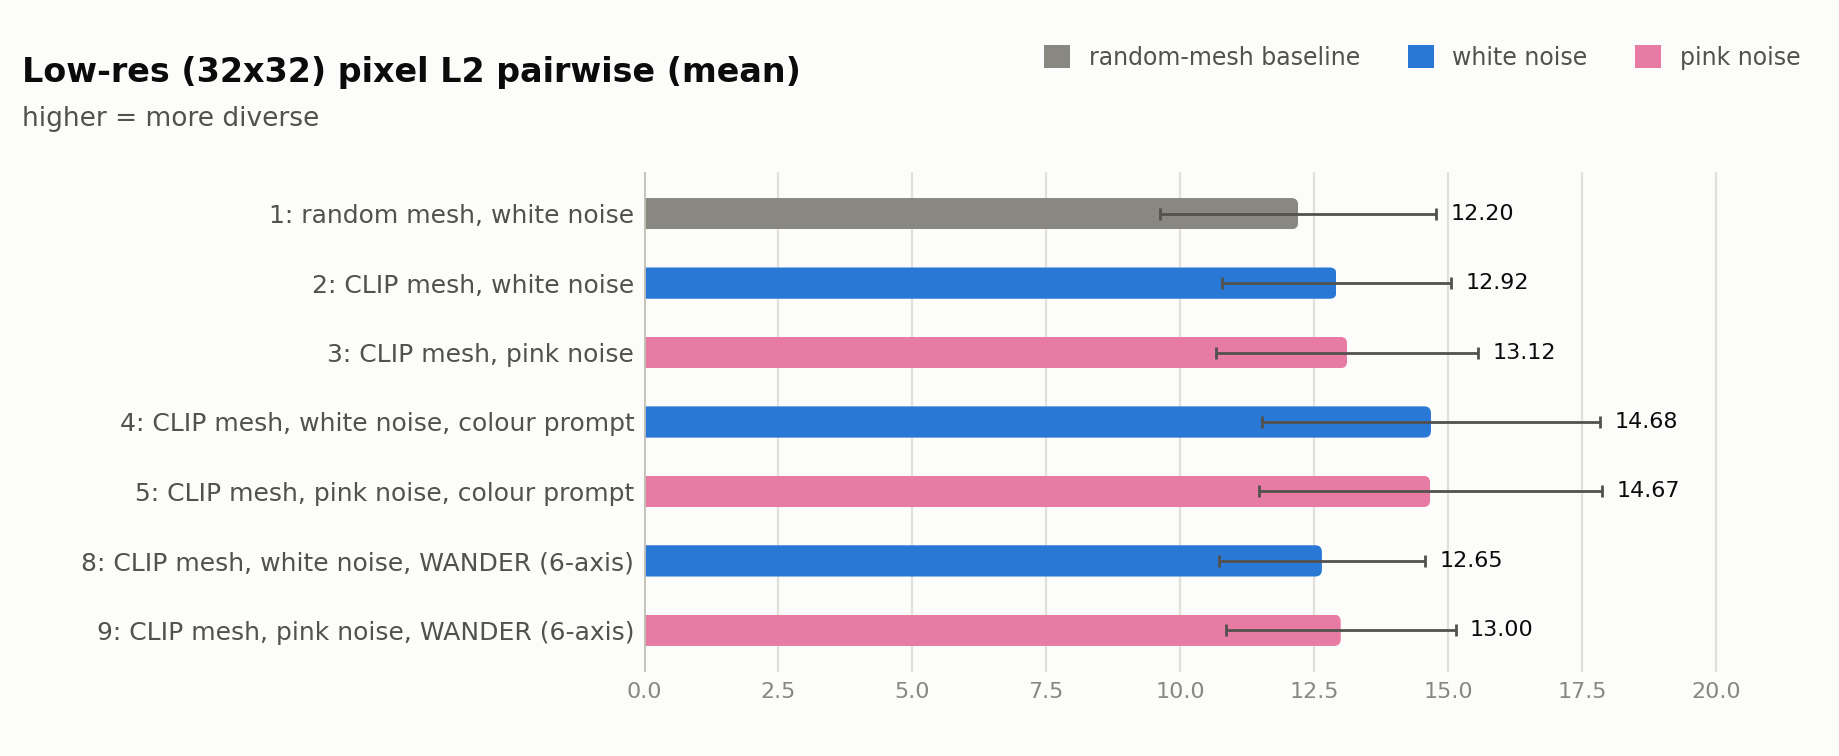 Low-res (32x32) pixel L2 pairwise (mean)
higher = more diverse
random-mesh baseline
white noise
pink noise
1: random mesh, white noise
12.20
2: CLIP mesh, white noise
12.92
3: CLIP mesh, pink noise
13.12
4: CLIP mesh, white noise, colour prompt
14.68
5: CLIP mesh, pink noise, colour prompt
14.67
8: CLIP mesh, white noise, WANDER (6-axis)
12.65
9: CLIP mesh, pink noise, WANDER (6-axis)
13.00
0.0 2.5 5.0 7.5 10.0 12.5 15.0 17.5 20.0